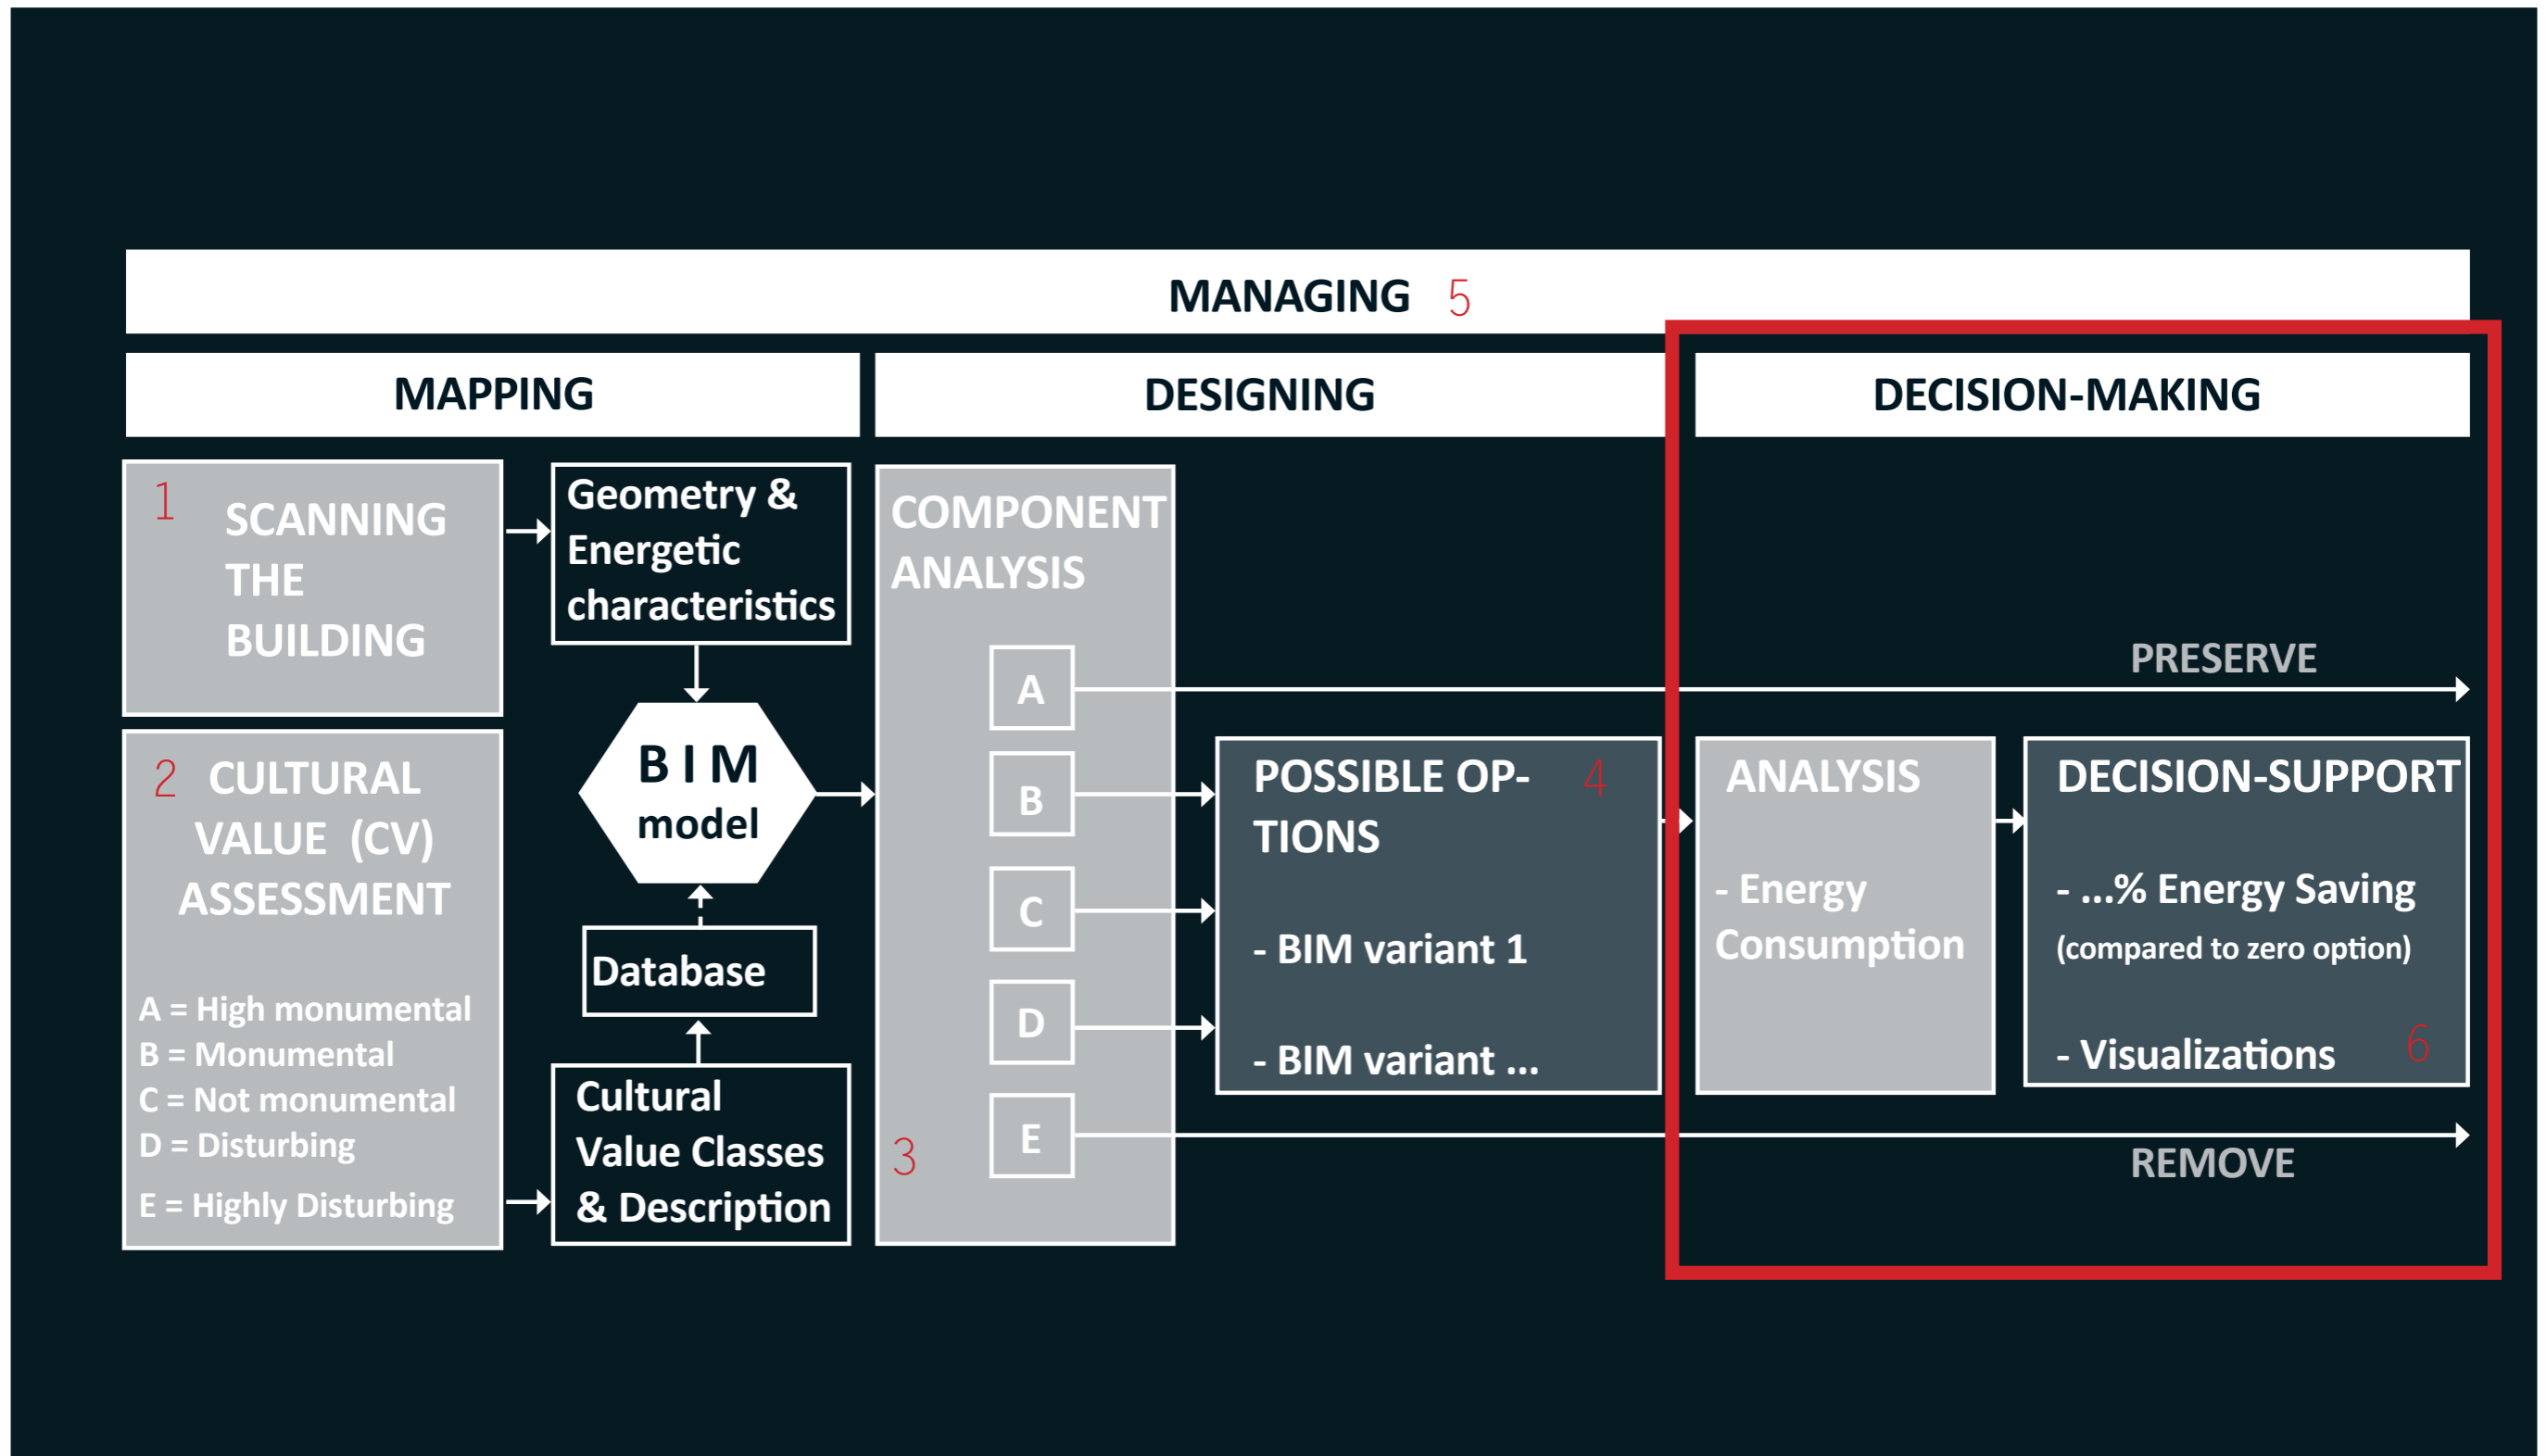 MANAGING 5
MAPPING
DESIGNING
DECISION-MAKING
1
SCANNING
THE
BUILDING
Geometry &
Energetic
characteristics
2
CULTURAL
VALUE (CV)
ASSESSMENT
A = High monumental
B = Monumental
C = Not monumental
D = Disturbing
E = Highly Disturbing
BIM
model
Database
Cultural
Value Classes
& Description
COMPONENT
ANALYSIS
A
B
C
D
E
3
POSSIBLE OP-
TIONS
4
- BIM variant 1
- BIM variant ...
PRESERVE
ANALYSIS
- Energy
Consumption
DECISION-SUPPORT
- ...% Energy Saving
(compared to zero option)
- Visualizations
6
REMOVE